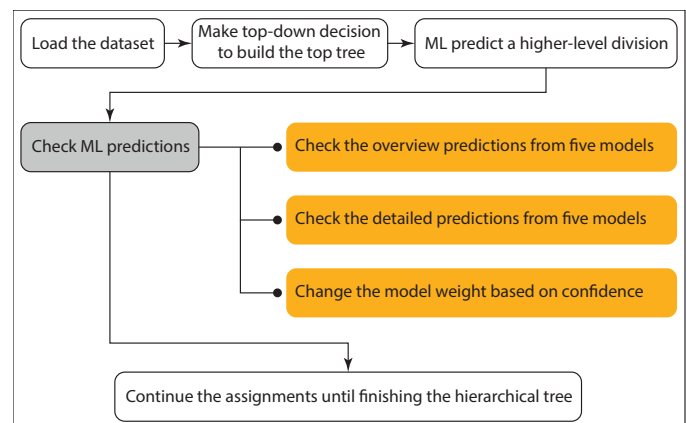 Load the dataset
Make top-down decision
to build the top tree
ML predict a higher-level division
Check ML predictions
Check the overview predictions from five models
Check the detailed predictions from five models
Change the model weight based on confidence
Continue the assignments until finishing the hierarchical tree